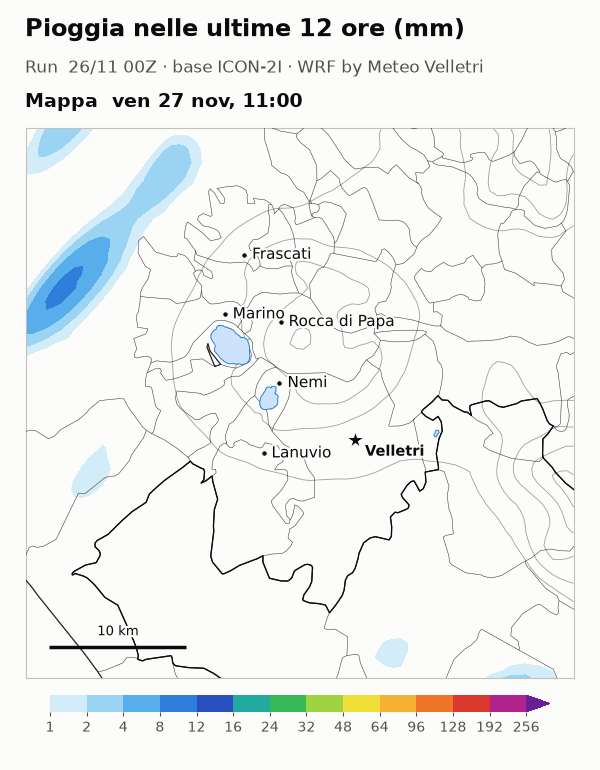 Pioggia nelle ultime 12 ore (mm)
Run  26/11 00Z · base ICON-2I · WRF by Meteo Velletri
Mappa  ven 27 nov, 11:00
Frascati
Marino
Rocca di Papa
Nemi
Velletri
Lanuvio
10 km
1 2 4 8 12 16 24 32 48 64 96 128 192 256